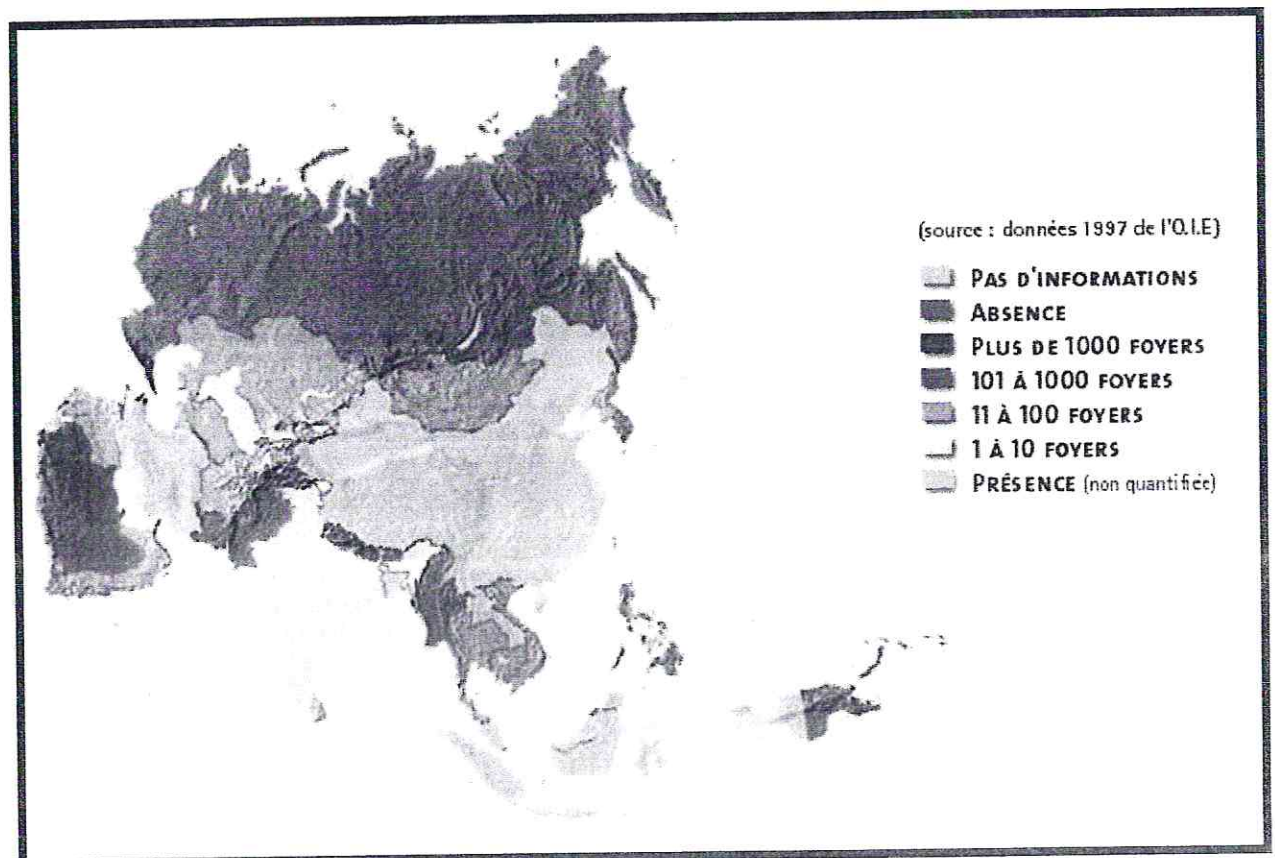 (source : données 1997 de l'O.I.E)
PAS D'INFORMATIONS
ABSENCE
PLUS DE 1000 FOYERS
101 À 1000 FOYERS
11 À 100 FOYERS
1 À 10 FOYERS
PRÉSENCE (non quantifiée)